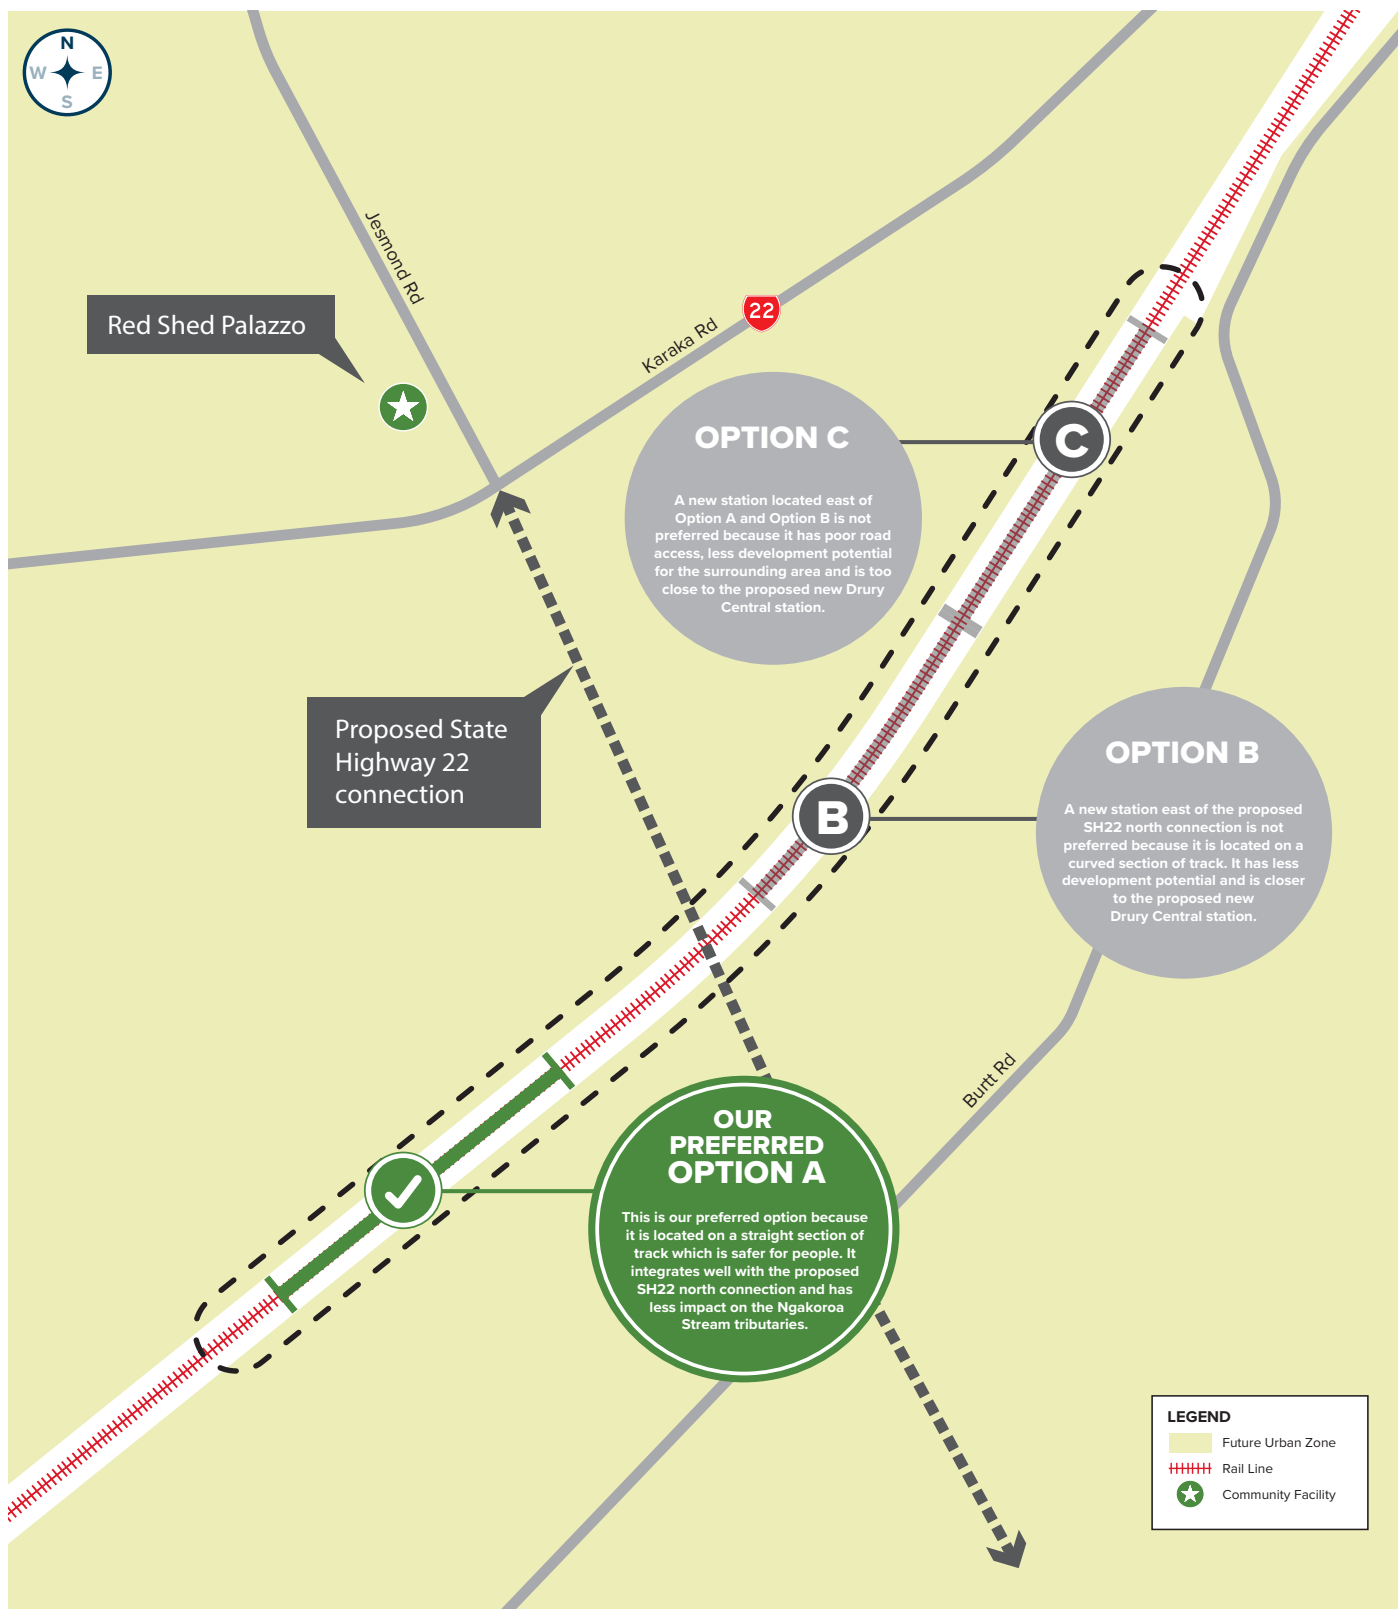 N
W E
S
Jesmond Rd
Red Shed Palazzo
22
Karaka Rd
OPTION C
A new station located east of
Option A and Option B is not
preferred because it has poor road
access, less development potential
for the surrounding area and is too
close to the proposed new Drury
Central station.
C
Proposed State
Highway 22
connection
B
OPTION B
A new station east of the proposed
SH22 north connection is not
preferred because it is located on a
curved section of track. It has less
development potential and is closer
to the proposed new
Drury Central station.
Burtt Rd
OUR
PREFERRED
OPTION A
This is our preferred option because
it is located on a straight section of
track which is safer for people. It
integrates well with the proposed
SH22 north connection and has
less impact on the Ngakoroa
Stream tributaries.
LEGEND
Future Urban Zone
Rail Line
Community Facility